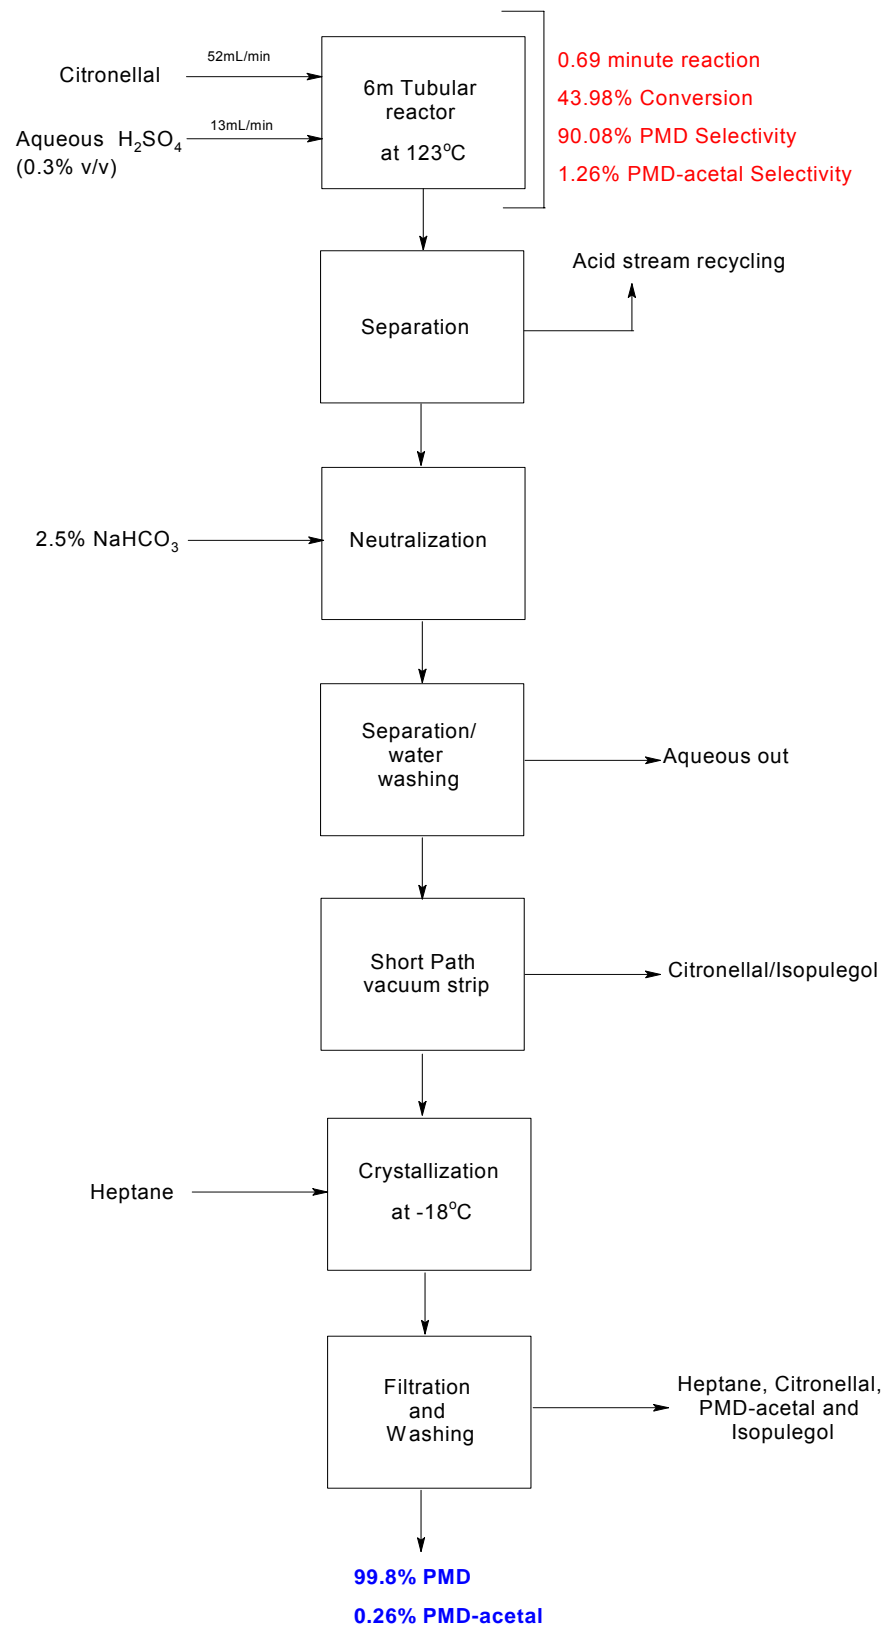 52mL/min
Citronellal
13mL/min
Aqueous H₂SO₄
(0.3% v/v)
6m Tubular
reactor
at 123°C
0.69 minute reaction
43.98% Conversion
90.08% PMD Selectivity
1.26% PMD-acetal Selectivity
Acid stream recycling
Separation
2.5% NaHCO₃
Neutralization
Separation/
water
washing
Aqueous out
Short Path
vacuum strip
Citronellal/Isopulegol
Heptane
Crystallization
at -18°C
Filtration
and
Washing
Heptane, Citronellal,
PMD-acetal and
Isopulegol
99.8% PMD
0.26% PMD-acetal